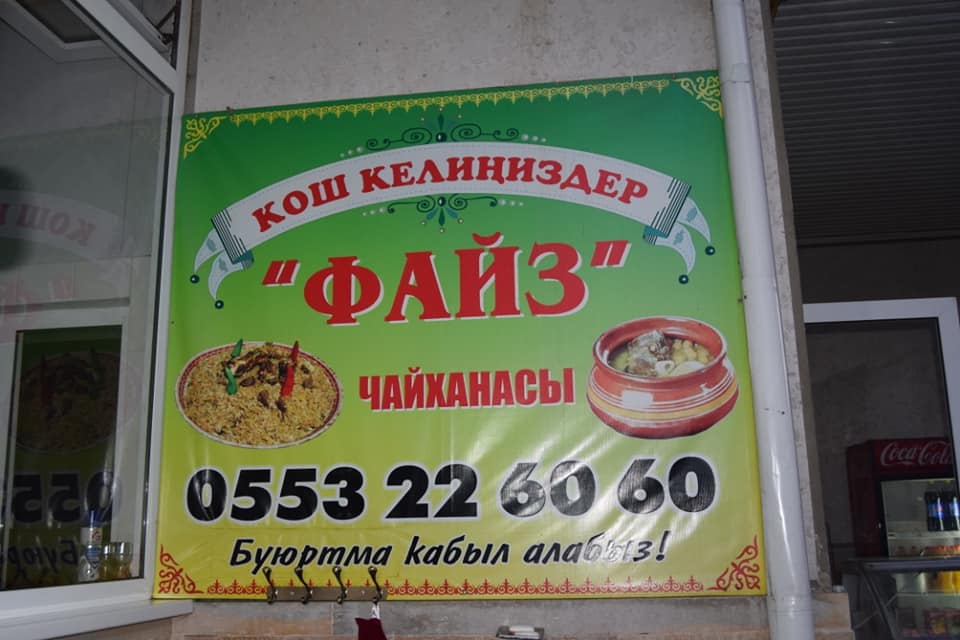 КОШ КЕЛИҢИЗДЕР
"ФАЙЗ"
ЧАЙХАНАСЫ
0553 22 60 60
Буюртма кабыл алабыз!
Coca-Cola